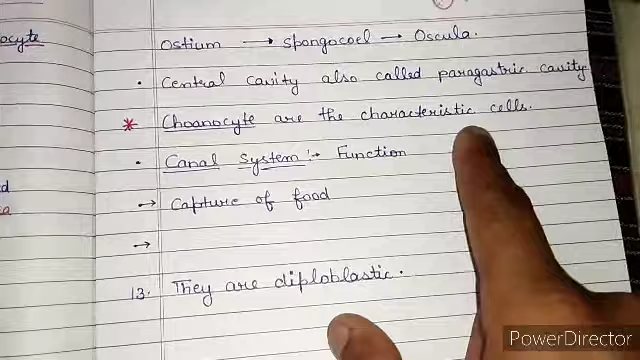 ocyte
Ostium → Spongocoel → Oscula.
• Central cavity also called paragastric cavity
* Choanocyte are the characteristic cells.
• Canal System :- Function
→ Capture of food
→
13. They are diploblastic.
PowerDirector